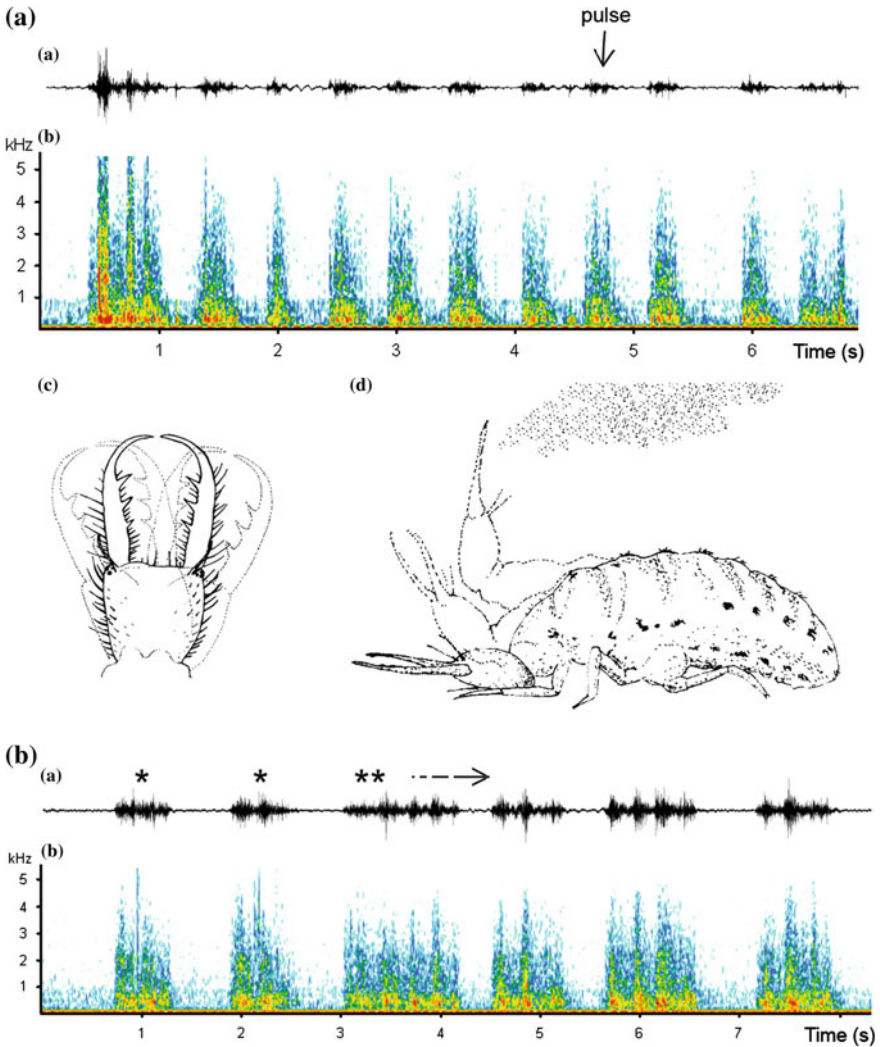 (a)
pulse
(a)
kHz (b)
5
4
3
2
1
1 2 3 4 5 6 Time (s)
(c) (d)
(b)
(a) * * **
(b)
kHz
5
4
3
2
1
1 2 3 4 5 6 7 Time (s)